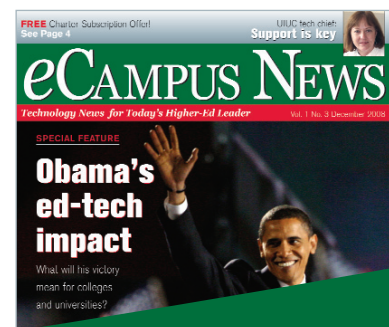 FREE Charter Subscription Offer!
See Page 4
UIUC tech chief:
Support is key
eCAMPUS NEWS
Technology News for Today's Higher-Ed Leader
Vol. 1 No. 3 December 2008
SPECIAL FEATURE
Obama's
ed-tech
impact
What will his victory
mean for colleges
and universities?